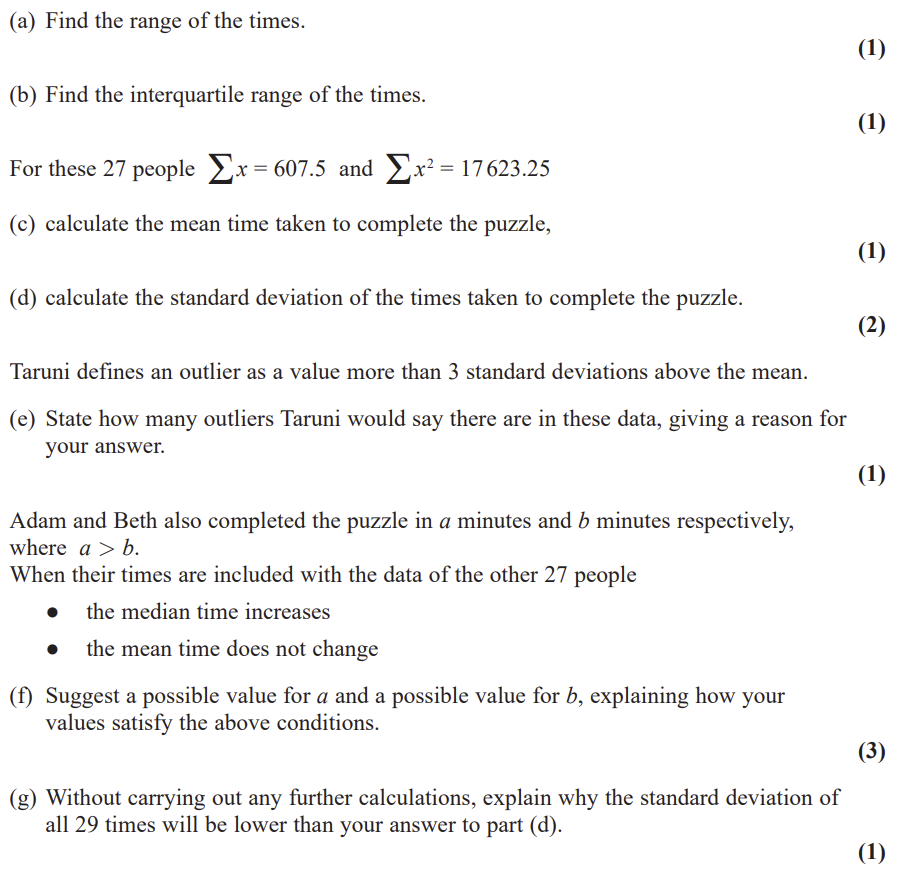 (a) Find the range of the times.
(1)
(b) Find the interquartile range of the times.
(1)
For these 27 people ∑x = 607.5 and ∑x² = 17 623.25
(c) calculate the mean time taken to complete the puzzle,
(1)
(d) calculate the standard deviation of the times taken to complete the puzzle.
(2)
Taruni defines an outlier as a value more than 3 standard deviations above the mean.
(e) State how many outliers Taruni would say there are in these data, giving a reason for
your answer.
(1)
Adam and Beth also completed the puzzle in a minutes and b minutes respectively,
where a > b.
When their times are included with the data of the other 27 people
● the median time increases
● the mean time does not change
(f) Suggest a possible value for a and a possible value for b, explaining how your
values satisfy the above conditions.
(3)
(g) Without carrying out any further calculations, explain why the standard deviation of
all 29 times will be lower than your answer to part (d).
(1)